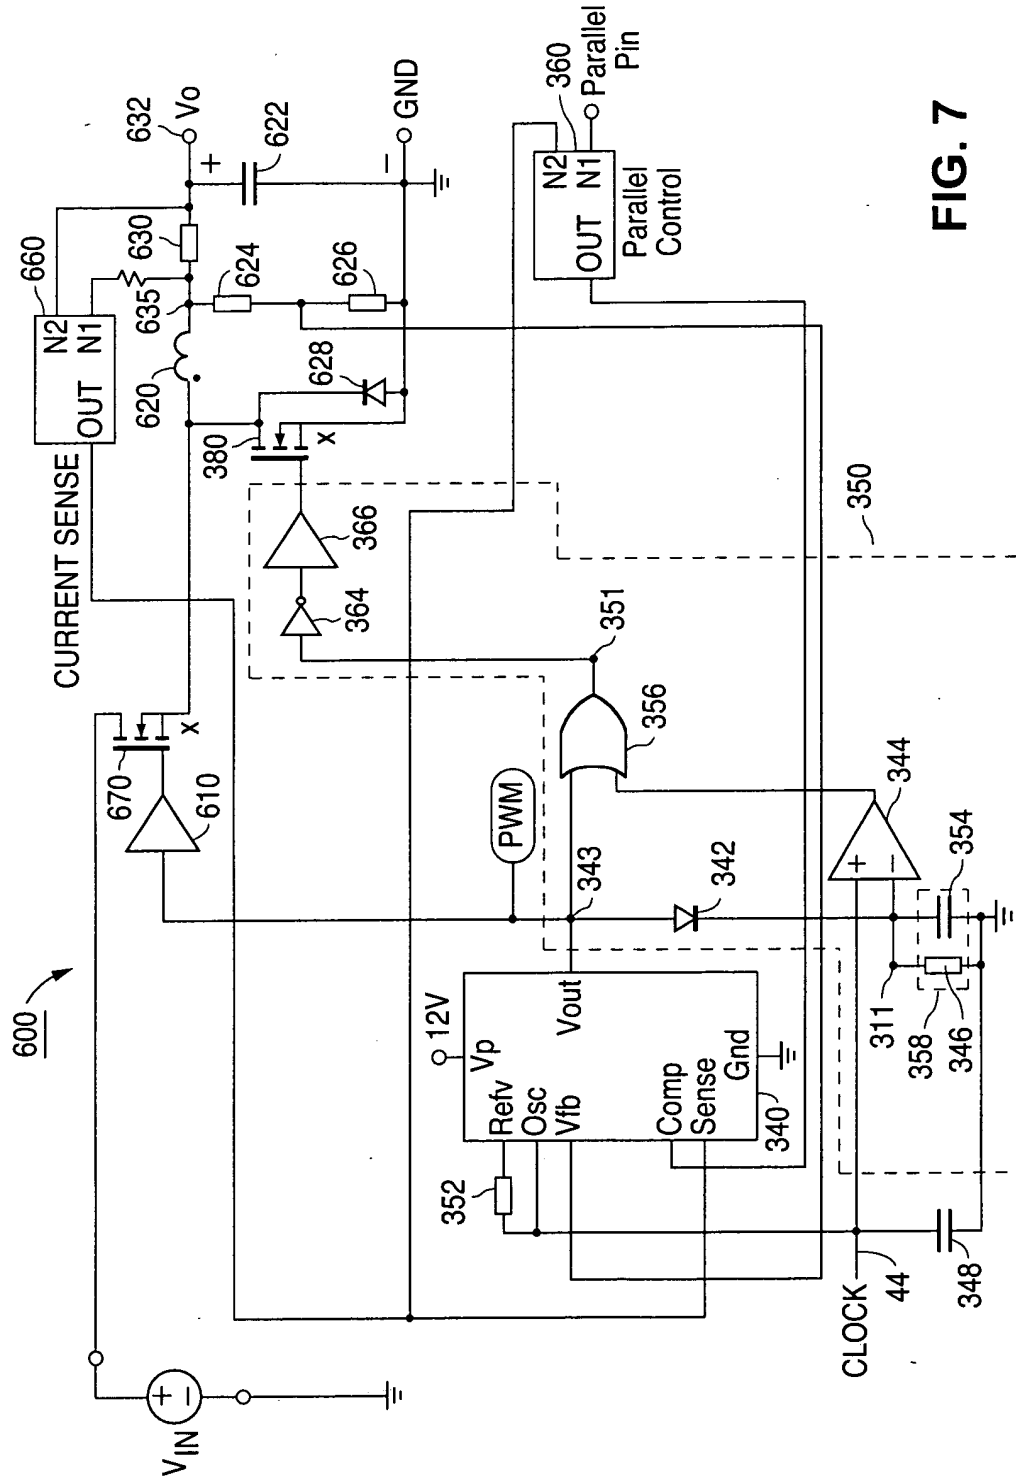 600
VIN
+
−
670
610
x
CURRENT SENSE
OUT
N1
N2
660
620
635
630
632
Vo
+
622
624
626
628
380
x
−
GND
366
364
351
356
PWM
343
342
344
+
−
354
346
358
311
350
12V
Vp
Vout
Refv
Osc
Vfb
Comp
Sense
Gnd
340
352
CLOCK
44
348
OUT
N2
N1
360
Parallel
Pin
Parallel
Control
FIG. 7